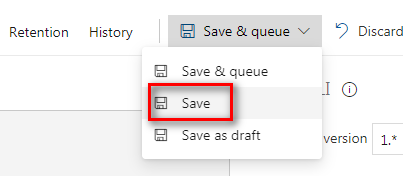 Retention History Save & queue Discard
Save & queue
Save
Save as draft
version 1.*